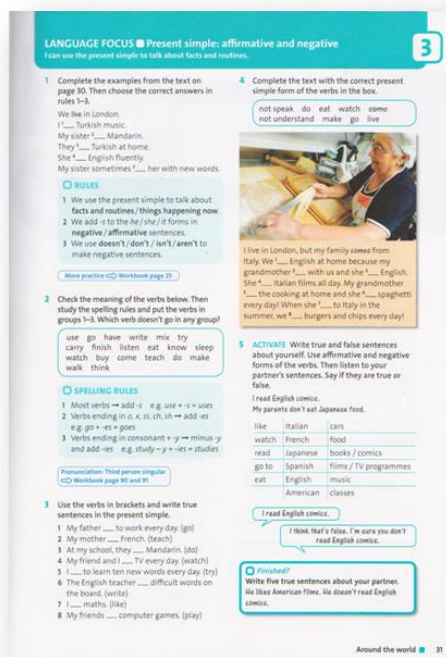 LANGUAGE FOCUS ■ Present simple: affirmative and negative
I can use the present simple to talk about facts and routines.
3
1 Complete the examples from the text on
page 30. Then choose the correct answers in
rules 1–3.
We live in London.
I ¹___ Turkish music.
My sister ²___ Mandarin.
They ³___ Turkish at home.
She ⁴___ English fluently.
My sister sometimes ⁵___ her with new words.
RULES
1 We use the present simple to talk about
facts and routines / things happening now.
2 We add -s to the he / she / it forms in
negative / affirmative sentences.
3 We use doesn't / don't / isn't / aren't to
make negative sentences.
More practice ⇨ Workbook page 25
2 Check the meaning of the verbs below. Then
study the spelling rules and put the verbs in
groups 1–3. Which verb doesn't go in any group?
use go have write mix try
carry finish listen eat know sleep
watch buy come teach do make
walk think
SPELLING RULES
1 Most verbs → add -s e.g. use + -s = uses
2 Verbs ending in o, x, ss, ch, sh → add -es
e.g. go + -es = goes
3 Verbs ending in consonant + -y → minus -y
and add -ies e.g. study – y + -ies = studies
Pronunciation: Third person singular
⇨ Workbook page 90 and 91
3 Use the verbs in brackets and write true
sentences in the present simple.
1 My father ___ to work every day. (go)
2 My mother ___ French. (teach)
3 At my school, they ___ Mandarin. (do)
4 My friend and I ___ TV every day. (watch)
5 I ___ to learn ten new words every day. (try)
6 The English teacher ___ difficult words on
the board. (write)
7 I ___ maths. (like)
8 My friends ___ computer games. (play)
4 Complete the text with the correct present
simple form of the verbs in the box.
not speak do eat watch come
not understand make go live
I live in London, but my family comes from
Italy. We ¹___ English at home because my
grandmother ²___ with us and she ³___ English.
She ⁴___ Italian films all day. My grandmother
⁵___ the cooking at home and she ⁶___ spaghetti
every day! When she ⁷___ to Italy in the
summer, we ⁸___ burgers and chips every day!
5 ACTIVATE Write true and false sentences
about yourself. Use affirmative and negative
forms of the verbs. Then listen to your
partner's sentences. Say if they are true or
false.
I read English comics.
My parents don't eat Japanese food.
like Italian cars
watch French food
read Japanese books / comics
go to Spanish films / TV programmes
eat English music
American classes
I read English comics.
I think that's false. I'm sure you don't
read English comics.
Finished?
Write five true sentences about your partner.
He likes American films. He doesn't read English
comics.
Around the world ■ 31